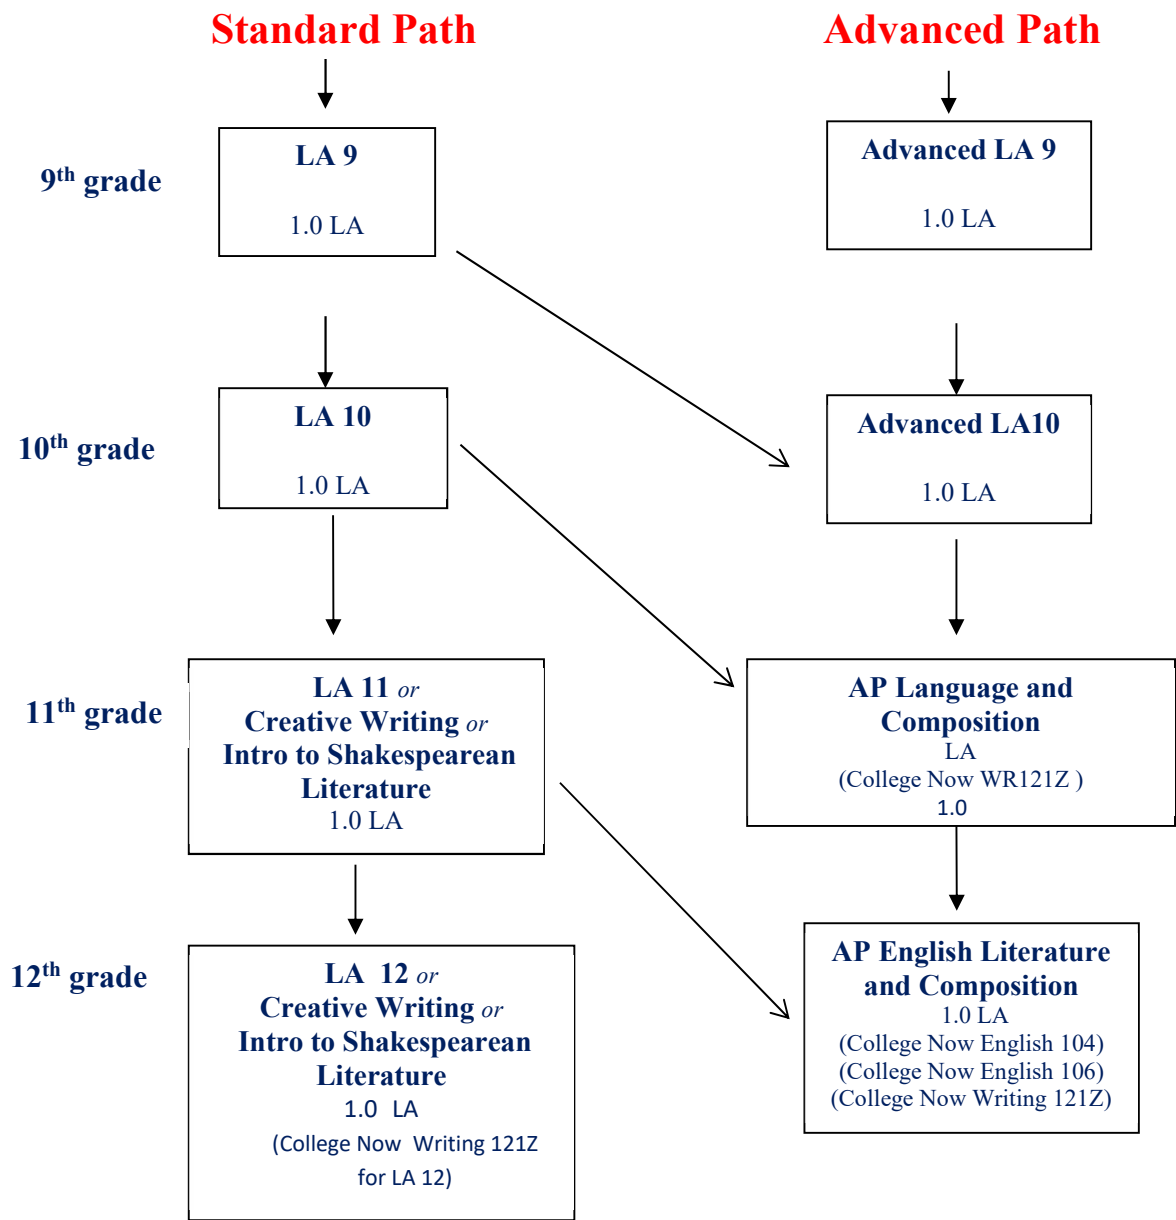 Standard Path
Advanced Path
9th grade
LA 9
1.0 LA
Advanced LA 9
1.0 LA
10th grade
LA 10
1.0 LA
Advanced LA10
1.0 LA
11th grade
LA 11 or
Creative Writing or
Intro to Shakespearean
Literature
1.0 LA
AP Language and
Composition
LA
(College Now WR121Z )
1.0
12th grade
LA 12 or
Creative Writing or
Intro to Shakespearean
Literature
1.0 LA
(College Now Writing 121Z
for LA 12)
AP English Literature
and Composition
1.0 LA
(College Now English 104)
(College Now English 106)
(College Now Writing 121Z)